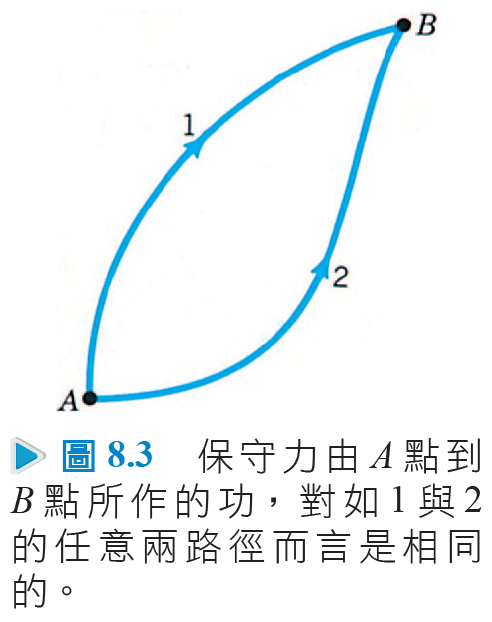 B
1
2
A
圖 8.3 保守力由 A 點到
B 點所作的功，對如 1 與 2
的任意兩路徑而言是相同
的。